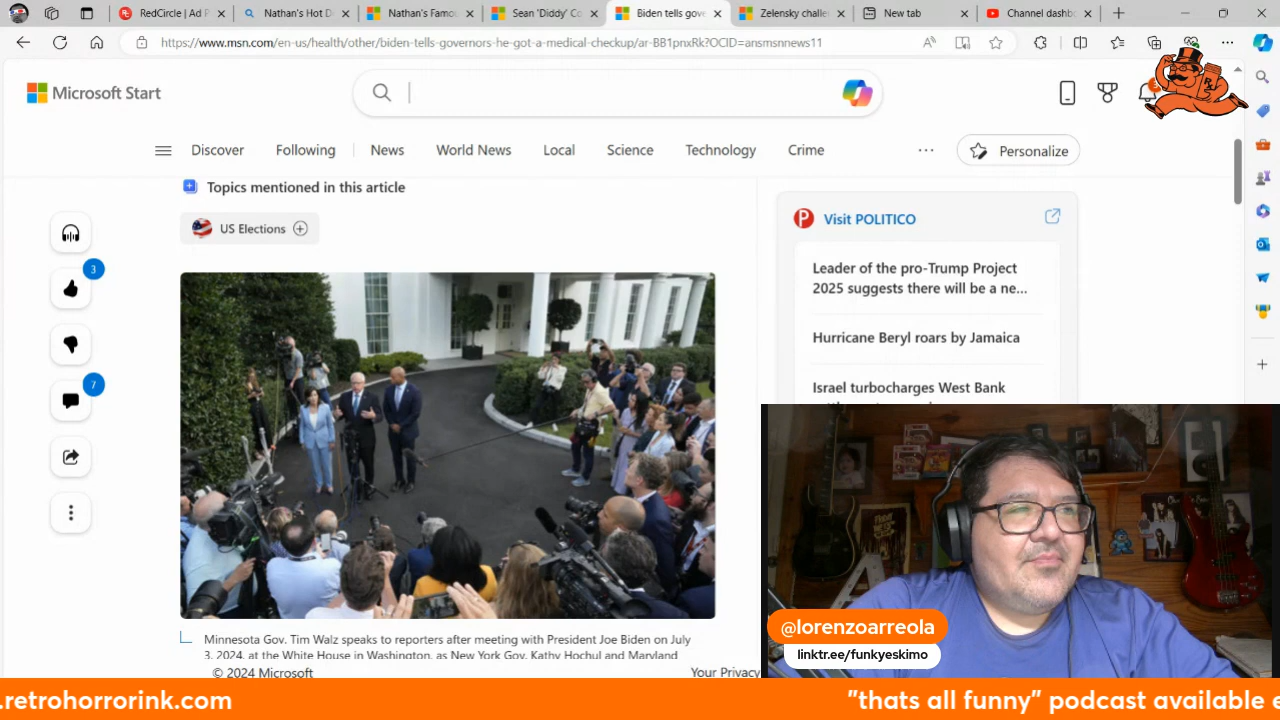 RedCircle | Ad P
Nathan's Hot D
Nathan's Famou
Sean 'Diddy' Co
Biden tells gove
Zelensky challe
New tab
Channel dashbo
https://www.msn.com/en-us/health/other/biden-tells-governors-he-got-a-medical-checkup/ar-BB1pnxRk?OCID=ansmsnnews11
Microsoft Start
Discover
Following
News
World News
Local
Science
Technology
Crime
Personalize
Topics mentioned in this article
US Elections
3
7
Visit POLITICO
Leader of the pro-Trump Project
2025 suggests there will be a ne...
Hurricane Beryl roars by Jamaica
Israel turbocharges West Bank
Minnesota Gov. Tim Walz speaks to reporters after meeting with President Joe Biden on July
3, 2024, at the White House in Washington, as New York Gov. Kathy Hochul and Maryland
© 2024 Microsoft
Your Privacy
@lorenzoarreola
linktr.ee/funkyeskimo
.retrohorrorink.com
"thats all funny" podcast available e